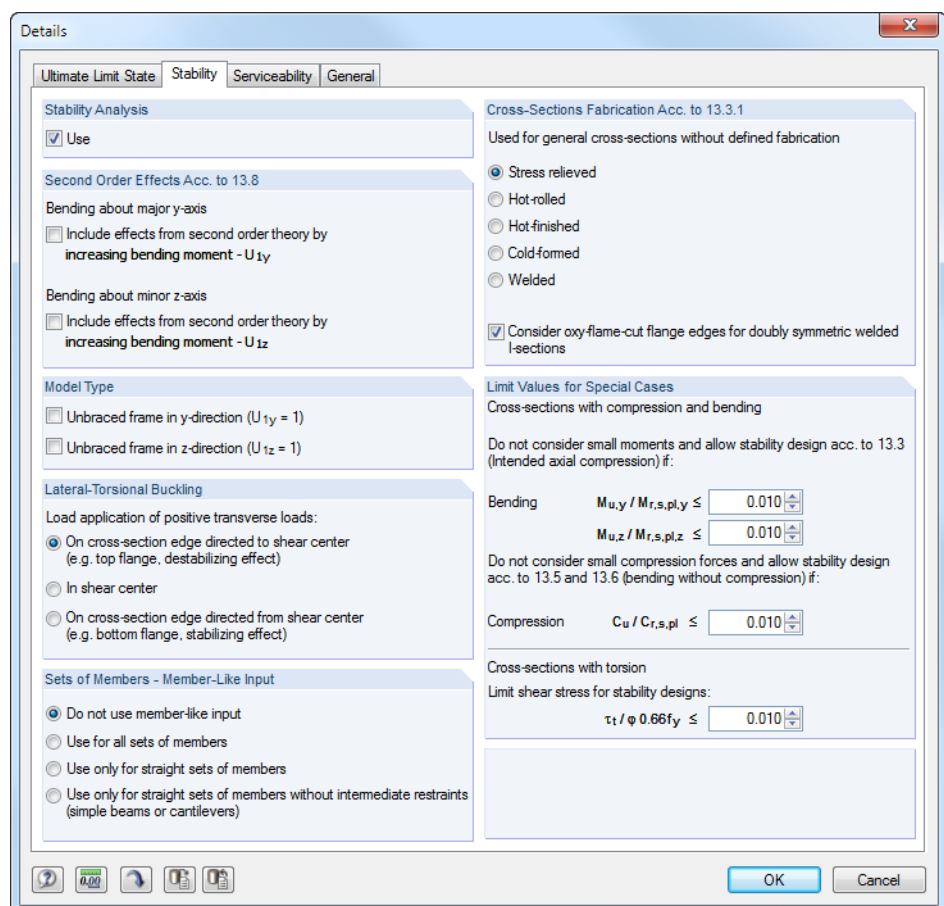 Details
Ultimate Limit State
Stability
Serviceability
General
Stability Analysis
Use
Second Order Effects Acc. to 13.8
Bending about major y-axis
Include effects from second order theory by
increasing bending moment - U1y
Bending about minor z-axis
Include effects from second order theory by
increasing bending moment - U1z
Model Type
Unbraced frame in y-direction (U1y = 1)
Unbraced frame in z-direction (U1z = 1)
Lateral-Torsional Buckling
Load application of positive transverse loads:
On cross-section edge directed to shear center
(e.g. top flange, destabilizing effect)
In shear center
On cross-section edge directed from shear center
(e.g. bottom flange, stabilizing effect)
Sets of Members - Member-Like Input
Do not use member-like input
Use for all sets of members
Use only for straight sets of members
Use only for straight sets of members without intermediate restraints
(simple beams or cantilevers)
Cross-Sections Fabrication Acc. to 13.3.1
Used for general cross-sections without defined fabrication
Stress relieved
Hot-rolled
Hot-finished
Cold-formed
Welded
Consider oxy-flame-cut flange edges for doubly symmetric welded
I-sections
Limit Values for Special Cases
Cross-sections with compression and bending
Do not consider small moments and allow stability design acc. to 13.3
(Intended axial compression) if:
Bending Mu,y / Mr,s,pl,y ≤ 0.010
Mu,z / Mr,s,pl,z ≤ 0.010
Do not consider small compression forces and allow stability design
acc. to 13.5 and 13.6 (bending without compression) if:
Compression Cu / Cr,s,pl ≤ 0.010
Cross-sections with torsion
Limit shear stress for stability designs:
τt / φ 0.66fy ≤ 0.010
0.00
OK
Cancel